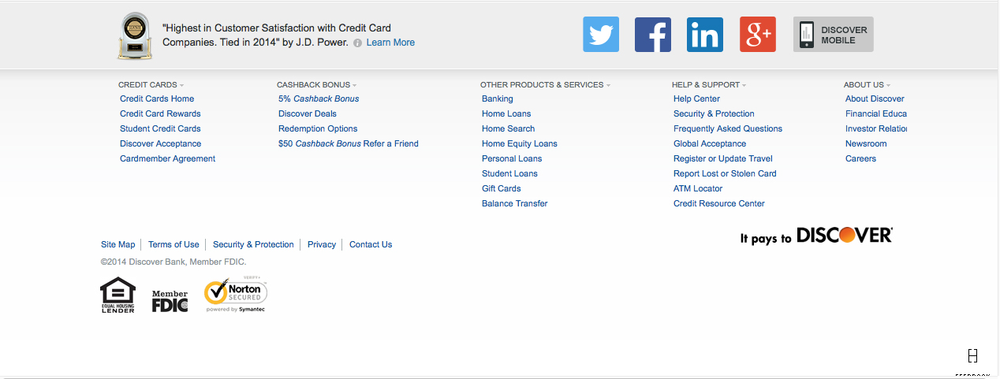 "Highest in Customer Satisfaction with Credit Card
Companies. Tied in 2014" by J.D. Power. Learn More
DISCOVER
MOBILE
CREDIT CARDS
Credit Cards Home
Credit Card Rewards
Student Credit Cards
Discover Acceptance
Cardmember Agreement
CASHBACK BONUS
5% Cashback Bonus
Discover Deals
Redemption Options
$50 Cashback Bonus Refer a Friend
OTHER PRODUCTS & SERVICES
Banking
Home Loans
Home Search
Home Equity Loans
Personal Loans
Student Loans
Gift Cards
Balance Transfer
HELP & SUPPORT
Help Center
Security & Protection
Frequently Asked Questions
Global Acceptance
Register or Update Travel
Report Lost or Stolen Card
ATM Locator
Credit Resource Center
ABOUT US
About Discover
Financial Educa
Investor Relatio
Newsroom
Careers
It pays to DISCOVER
Site Map Terms of Use Security & Protection Privacy Contact Us
©2014 Discover Bank, Member FDIC.
EQUAL HOUSING
LENDER
Member
FDIC
VERIFY
Norton
SECURED
powered by Symantec